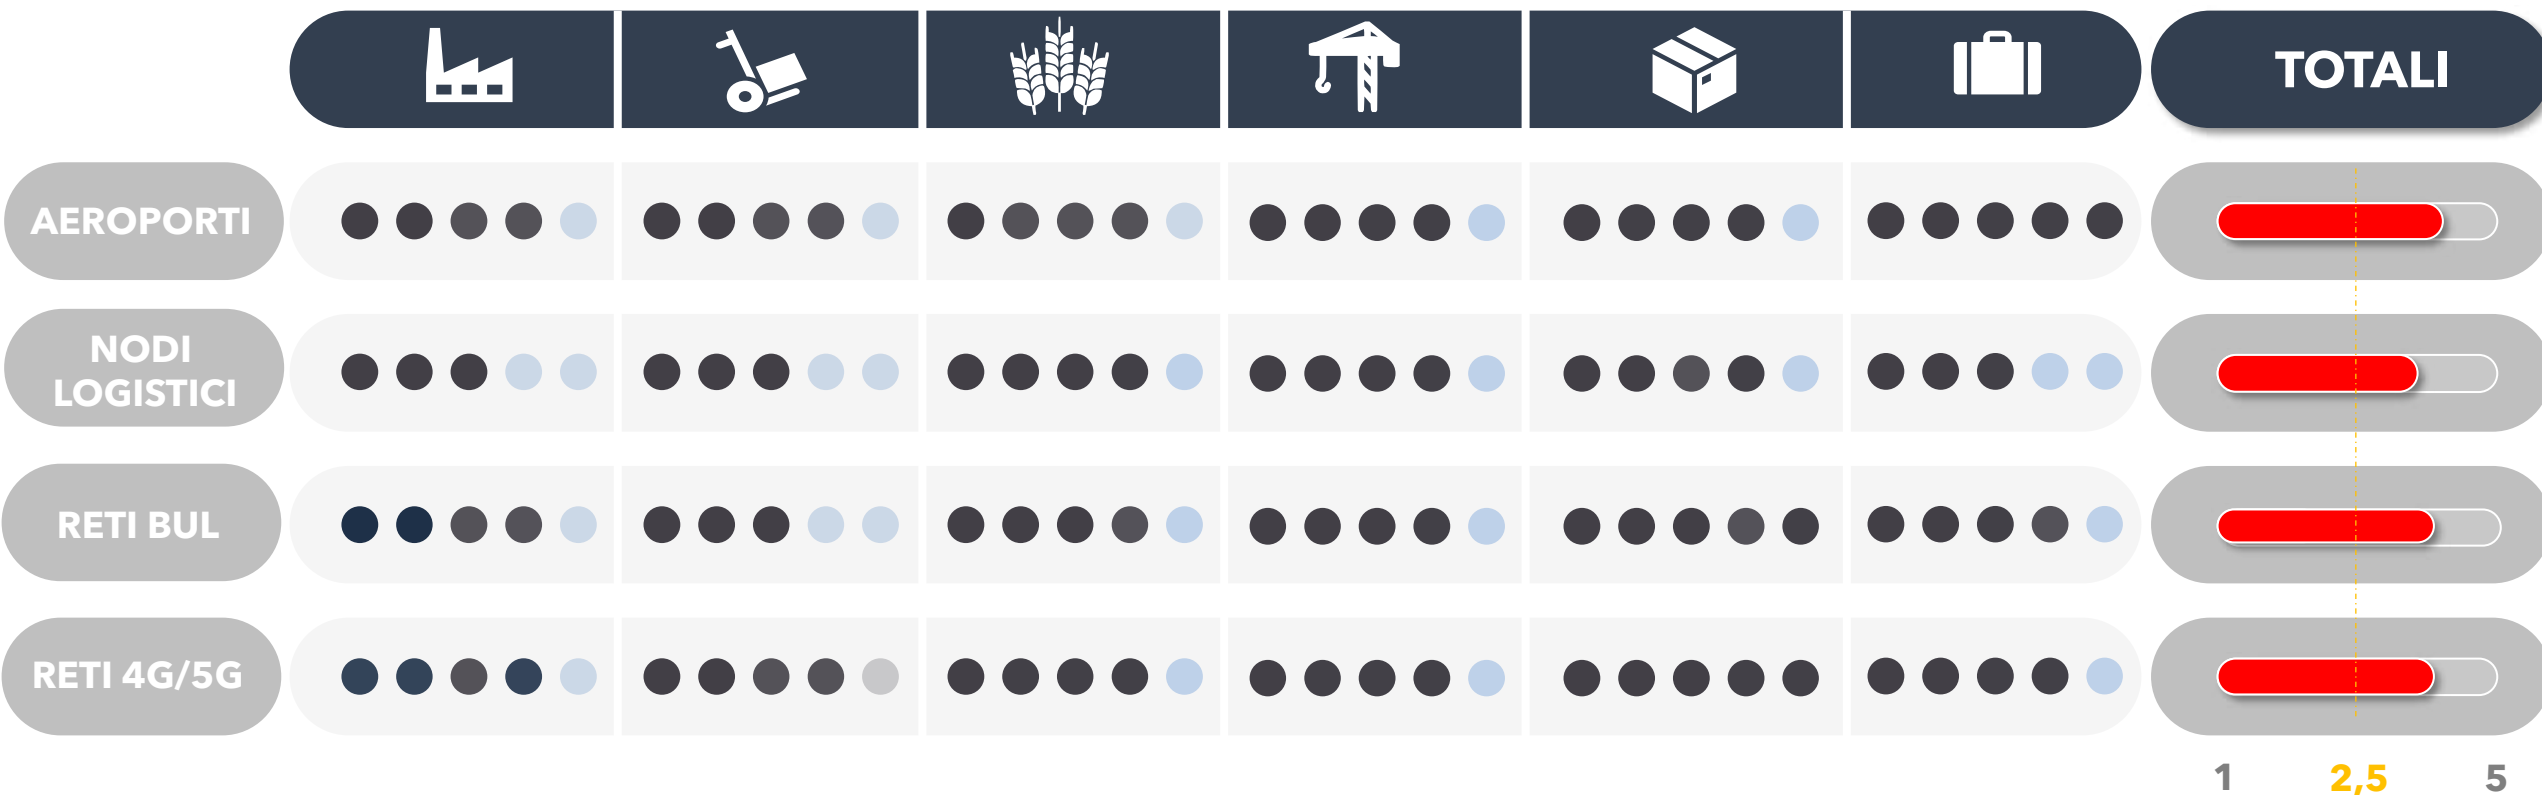 TOTALI
AEROPORTI
NODI
LOGISTICI
RETI BUL
RETI 4G/5G
1 2,5 5